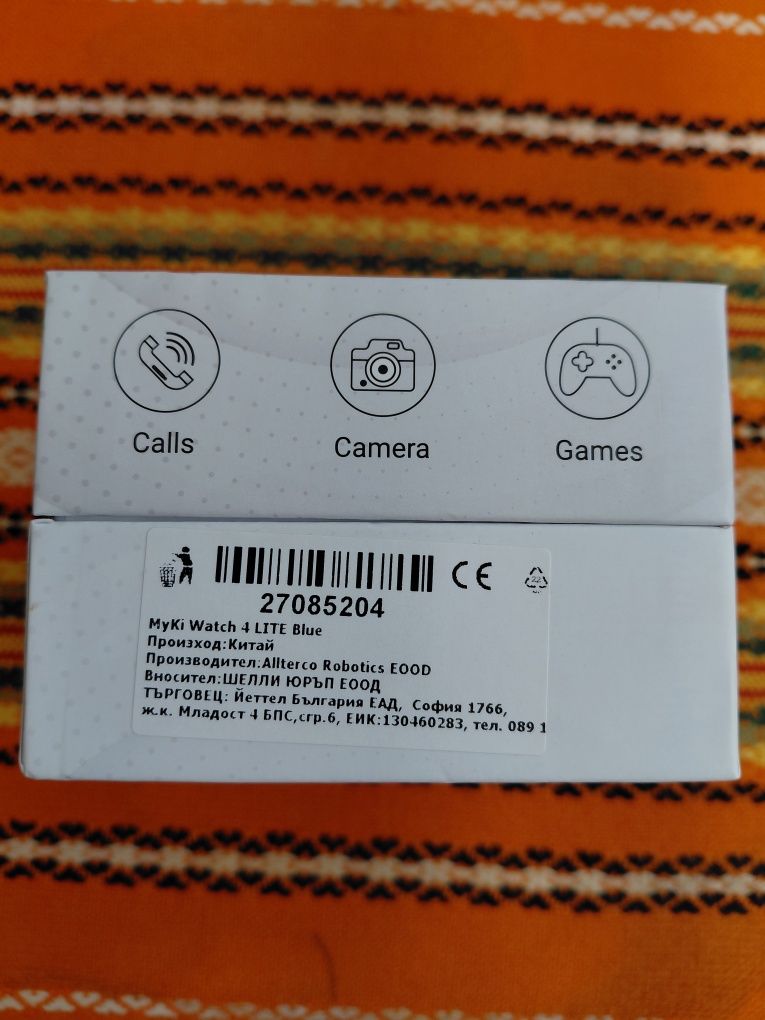 Calls Camera Games
CE
22
27085204
MyKi Watch 4 LITE Blue
Произход:Китай
Производител:Allterco Robotics EOOD
Вносител:ШЕЛЛИ ЮРЪП ЕООД
ТЪРГОВЕЦ: Йеттел България ЕАД, София 1766,
ж.к. Младост 4 БПС,сгр.6, ЕИК:130460283, тел. 089 1